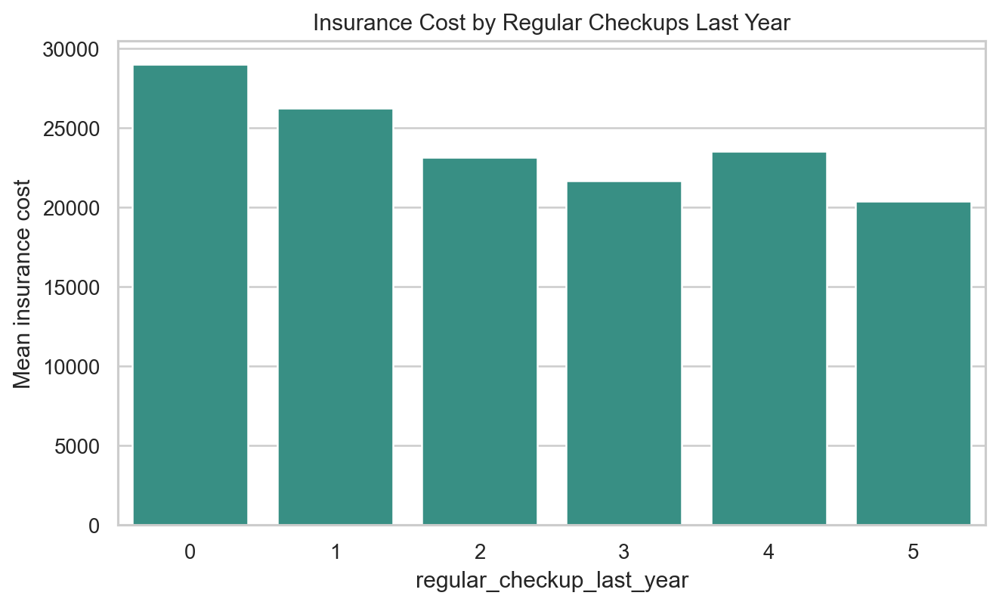 Insurance Cost by Regular Checkups Last Year
30000
25000
20000
15000
10000
5000
0
Mean insurance cost
0 1 2 3 4 5
regular_checkup_last_year